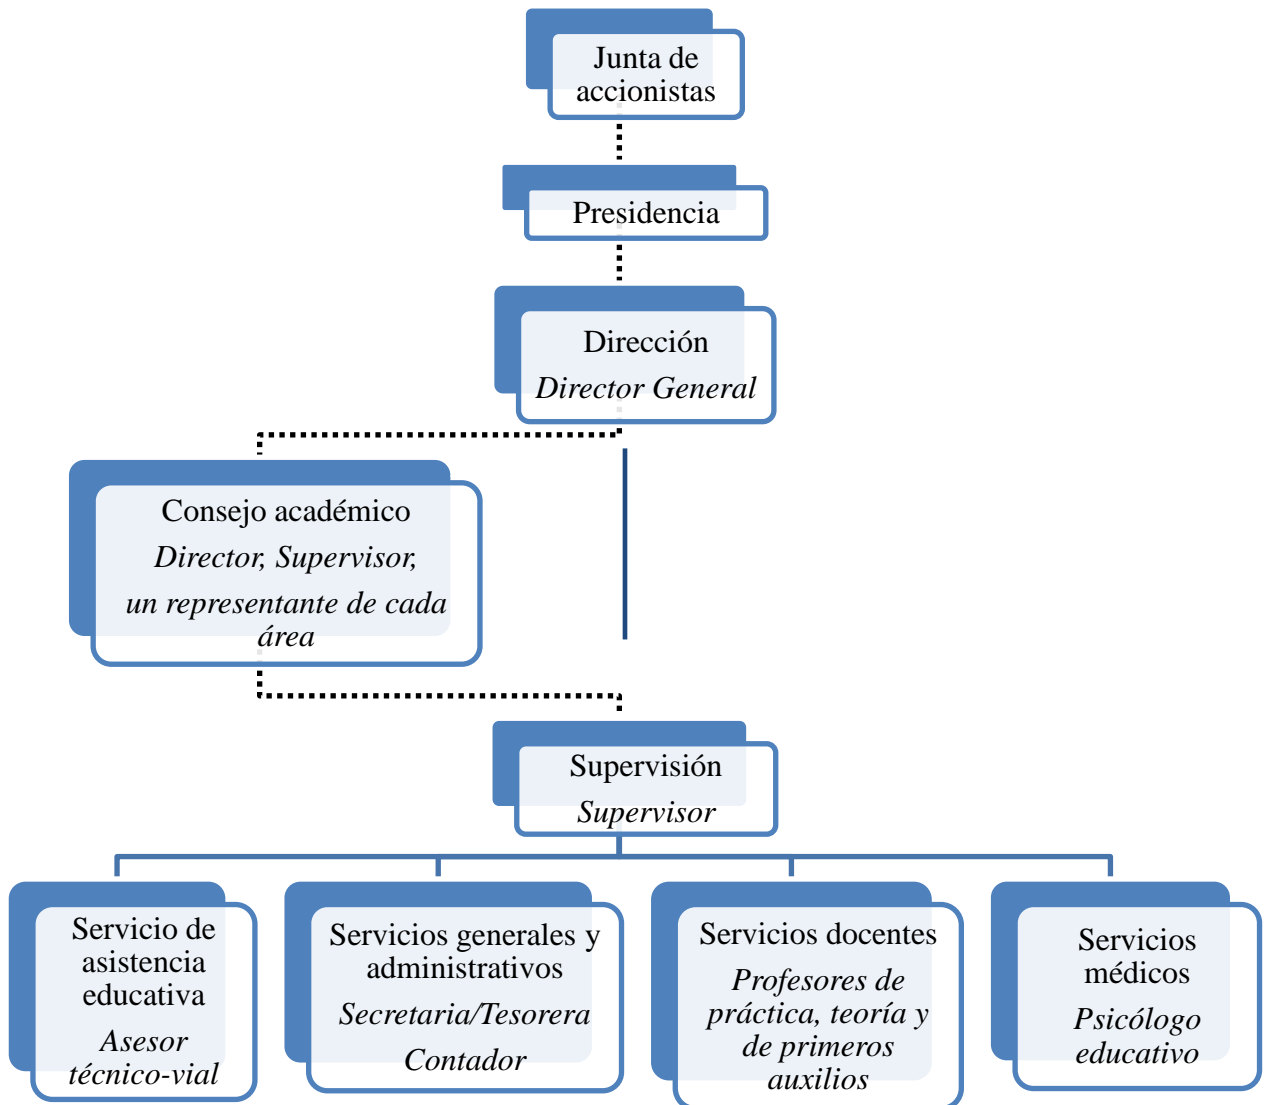 Junta de
accionistas
Presidencia
Dirección
Director General
Consejo académico
Director, Supervisor,
un representante de cada
área
Supervisión
Supervisor
Servicio de
asistencia
educativa
Asesor
técnico-vial
Servicios generales y
administrativos
Secretaria/Tesorera
Contador
Servicios docentes
Profesores de
práctica, teoría y
de primeros
auxilios
Servicios
médicos
Psicólogo
educativo